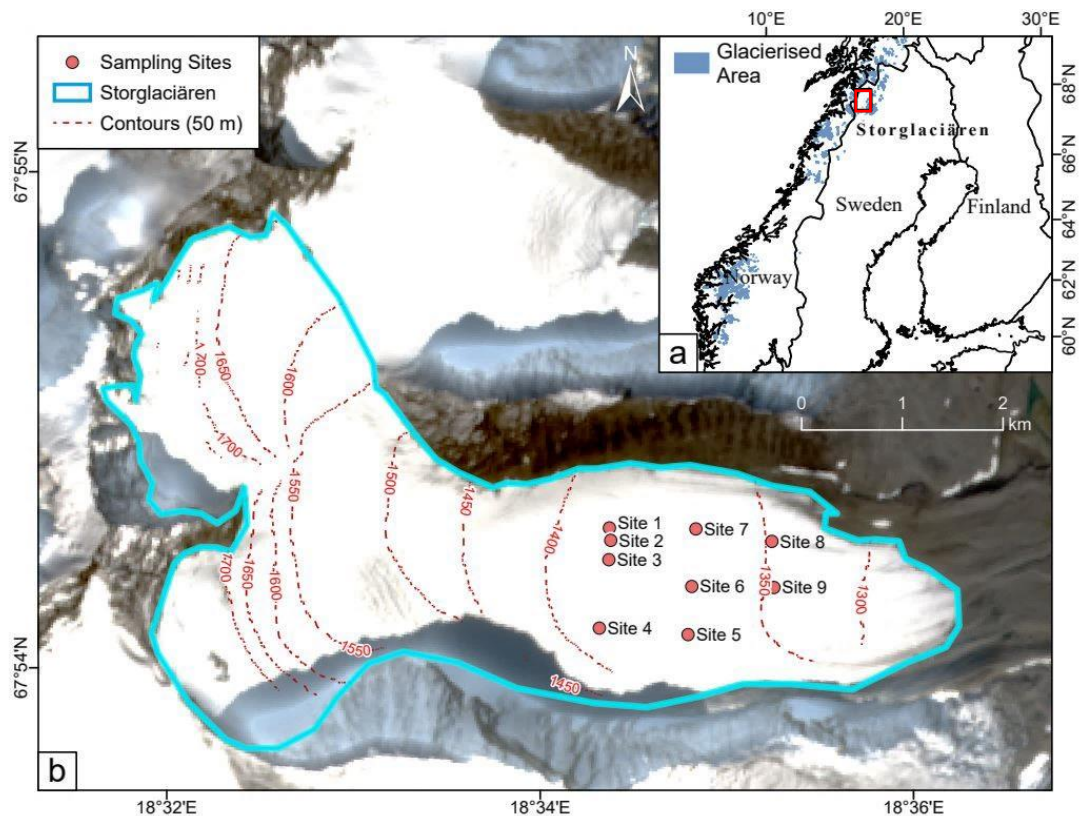 Sampling Sites
Storglaciären
Contours (50 m)
N
10°E
20°E
30°E
Glacierised
Area
Storglaciären
Sweden
Finland
Norway
68°N
66°N
64°N
62°N
60°N
a
0
1
2
km
67°55'N
67°54'N
1700
1650
1600
1700
1550
1500
1450
1400
1350
1300
1700
1650
1600
1550
1450
Site 1
Site 2
Site 3
Site 4
Site 5
Site 6
Site 7
Site 8
Site 9
b
18°32'E
18°34'E
18°36'E